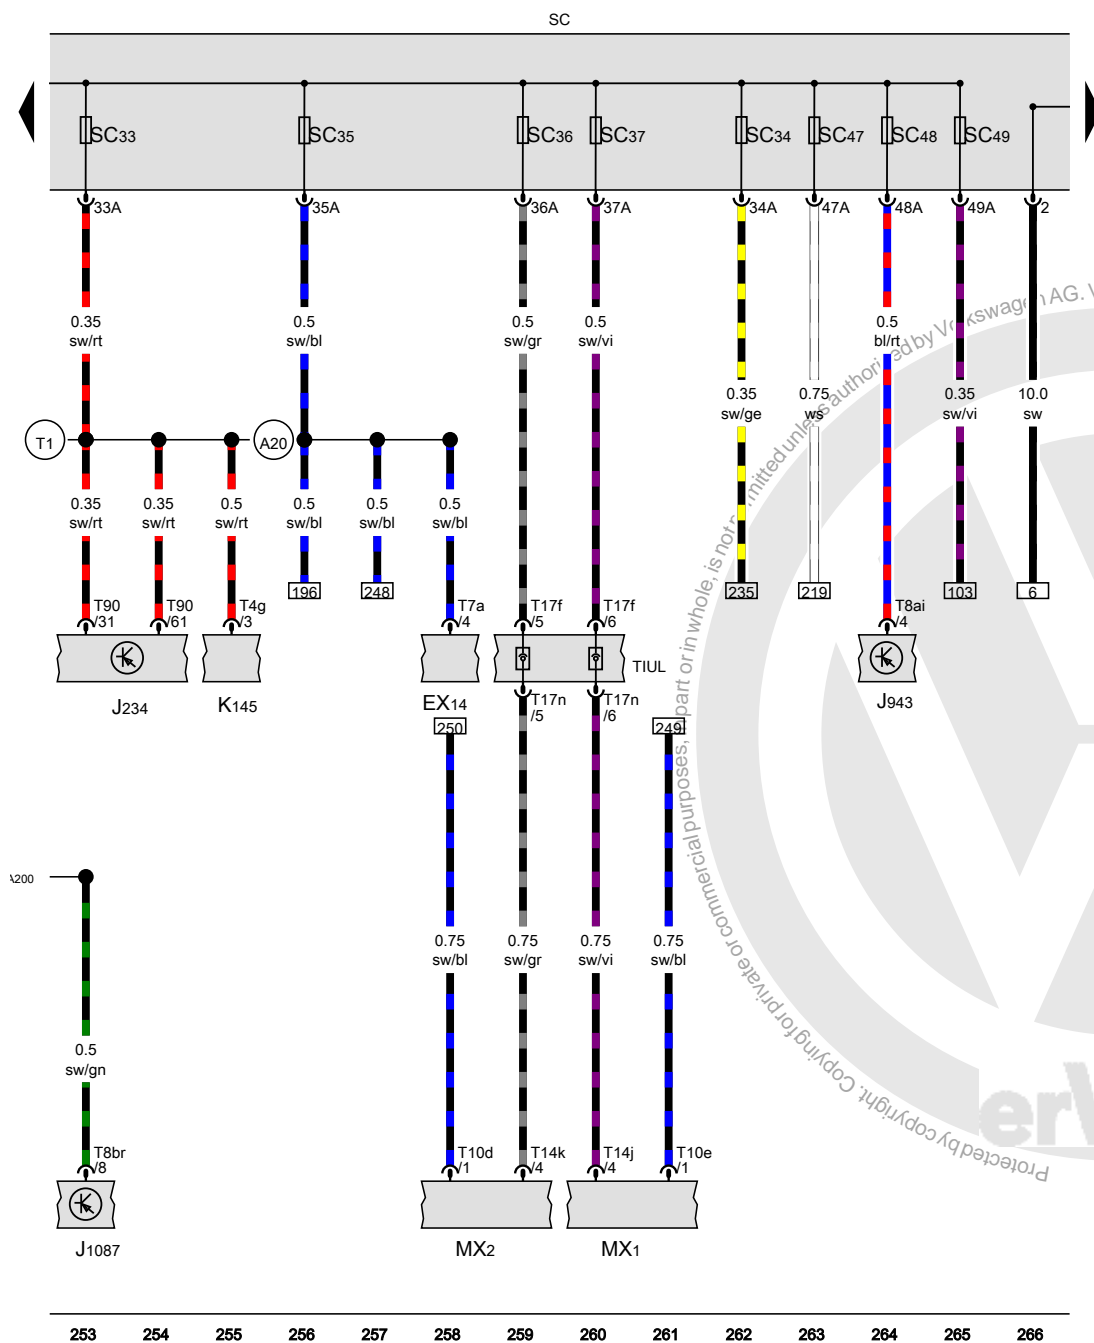 SC
SC33 SC35 SC36 SC37 SC34 SC47 SC48 SC49
33A 35A 36A 37A 34A 47A 48A 49A 2
0.35 0.5 0.5 0.5 0.5
sw/rt sw/bl sw/gr sw/vi bl/rt
0.35 0.75 0.35 10.0
sw/ge ws sw/vi sw
T1 A20
0.35 0.35 0.5 0.5 0.5 0.5
sw/rt sw/rt sw/rt sw/bl sw/bl sw/bl
196 248 235 219 103 6
T90 T90 T4g T7a T17f T17f T8ai
/31 /61 /3 /4 /5 /6 /4
TIUL
J234 K145 EX14 T17n T17n J943
/5 /6
250 249
A200
0.75 0.75 0.75 0.75
sw/bl sw/gr sw/vi sw/bl
0.5
sw/gn
T8br T10d T14k T14j T10e
/8 /1 /4 /4 /1
J1087 MX2 MX1
253 254 255 256 257 258 259 260 261 262 263 264 265 266
Protected by copyright. Copying for private or commercial purposes, part or in whole, is not permitted unless authorised by Volkswagen AG.